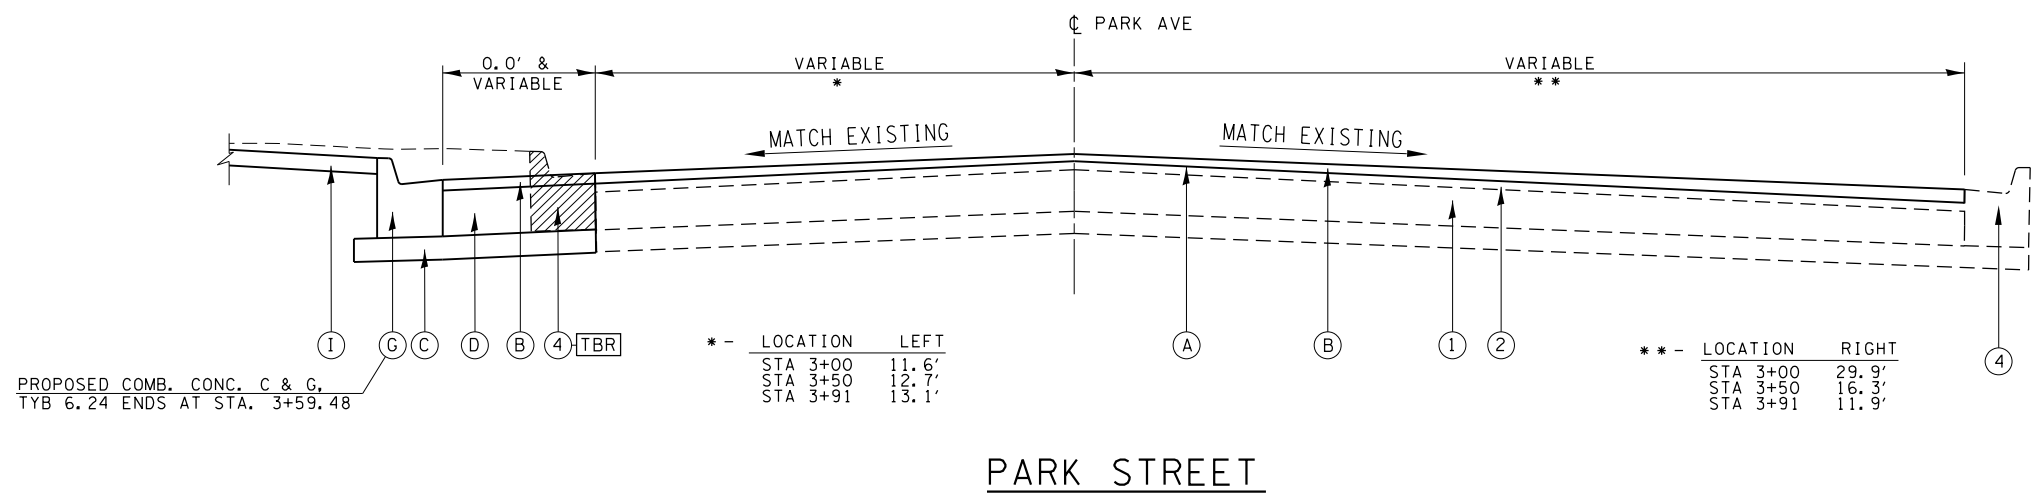 ℄ PARK AVE
0.0' &
VARIABLE
VARIABLE
*
VARIABLE
* *
MATCH EXISTING
MATCH EXISTING
I
G
C
D
B
4
TBR
A
B
1
2
4
PROPOSED COMB. CONC. C & G,
TYB 6.24 ENDS AT STA. 3+59.48
* - LOCATION LEFT
STA 3+00 11.6'
STA 3+50 12.7'
STA 3+91 13.1'
* * - LOCATION RIGHT
STA 3+00 29.9'
STA 3+50 16.3'
STA 3+91 11.9'
PARK STREET